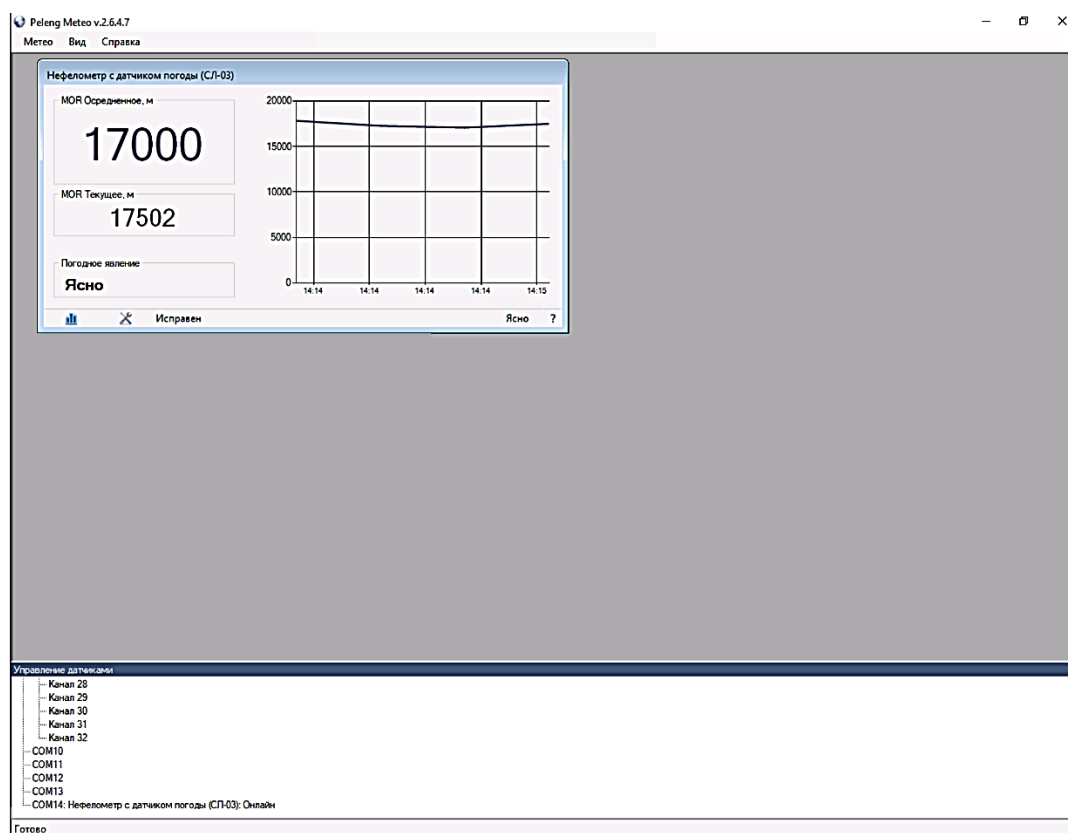 Peleng Meteo v.2.6.4.7
Метео Вид Справка
Нефелометр с датчиком погоды (СЛ-03)
MOR Осредненное, м
17000
MOR Текущее, м
17502
Погодное явление
Ясно
20000
15000
10000
5000
0
14:14 14:14 14:14 14:14 14:15
Исправен Ясно ?
Управление датчиками
Канал 28
Канал 29
Канал 30
Канал 31
Канал 32
COM10
COM11
COM12
COM13
COM14: Нефелометр с датчиком погоды (СЛ-03): Онлайн
Готово